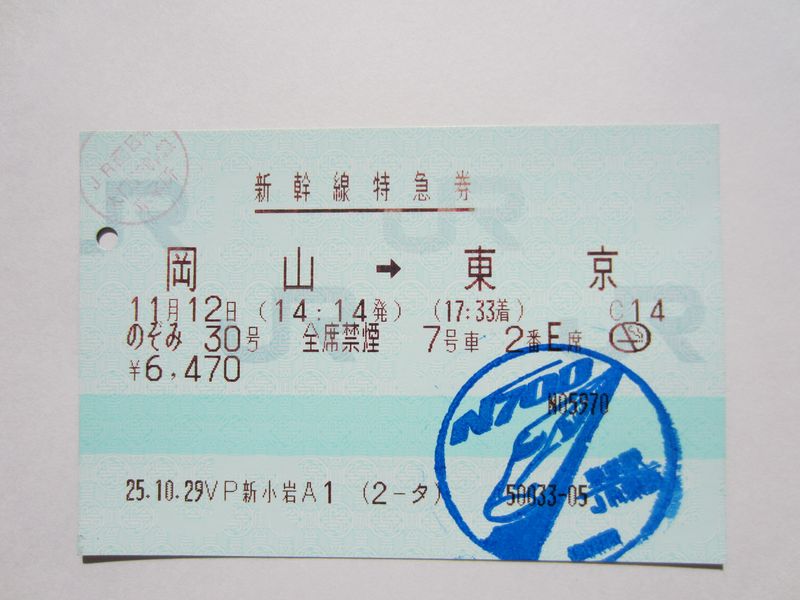 新幹線特急券
岡山 → 東京
11月12日 (14:14発) (17:33着) C14
のぞみ 30号 全席禁煙 7号車 2番E席
¥6,470
N700
N05970
25.10.29VP新小岩A1 (2-タ) 50033-05